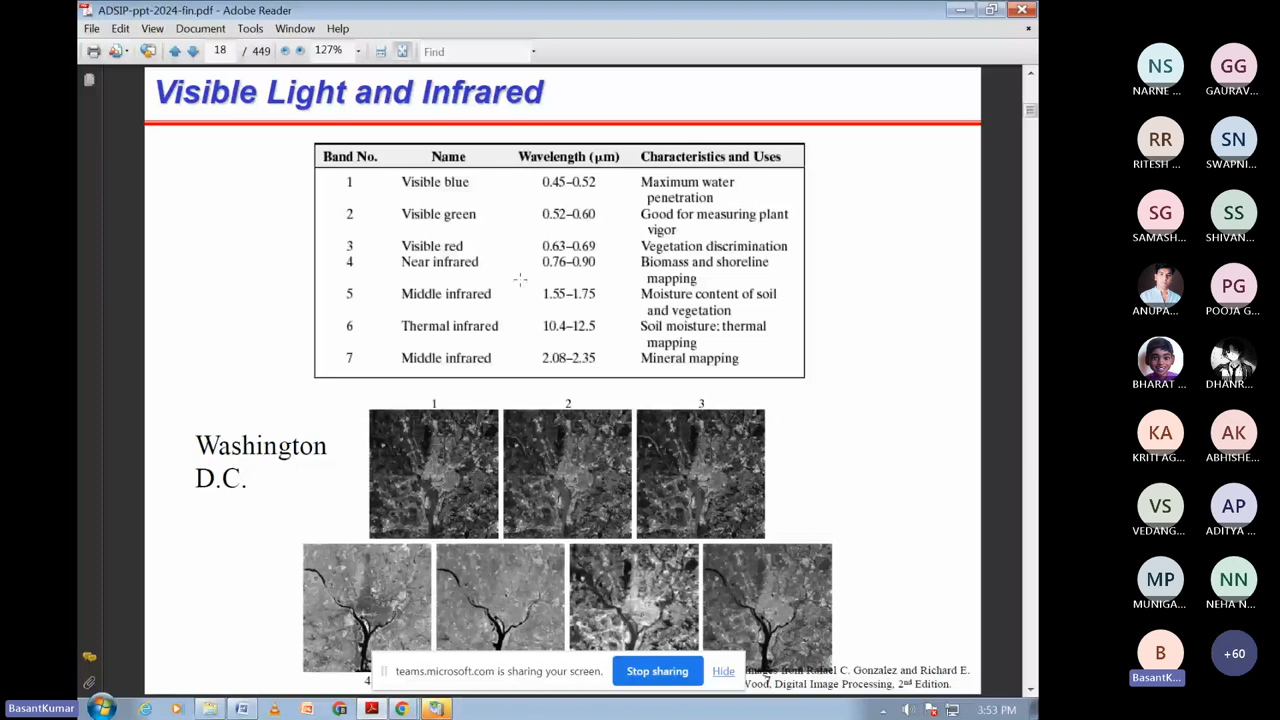 ADSIP-ppt-2024-fin.pdf - Adobe Reader
File Edit View Document Tools Window Help
18 / 449 127% Find
Visible Light and Infrared
Band No. Name Wavelength (μm) Characteristics and Uses
1 Visible blue 0.45–0.52 Maximum water
penetration
2 Visible green 0.52–0.60 Good for measuring plant
vigor
3 Visible red 0.63–0.69 Vegetation discrimination
4 Near infrared 0.76–0.90 Biomass and shoreline
mapping
5 Middle infrared 1.55–1.75 Moisture content of soil
and vegetation
6 Thermal infrared 10.4–12.5 Soil moisture; thermal
mapping
7 Middle infrared 2.08–2.35 Mineral mapping
1 2 3
Washington
D.C.
4
teams.microsoft.com is sharing your screen. Stop sharing Hide
from Rafael C. Gonzalez and Richard E.
Wood, Digital Image Processing, 2nd Edition.
BasantKumar
3:53 PM
NS GG
NARNE ... GAURAV...
RR SN
RITESH ... SWAPNI...
SG SS
SAMASH... SHIVAN...
PG
ANUPA... POOJA G...
BHARAT ... DHANR...
KA AK
KRITI AG... ABHISHE...
VS AP
VEDANG... ADITYA ...
MP NN
MUNIGA... NEHA N...
B +60
BasantK...